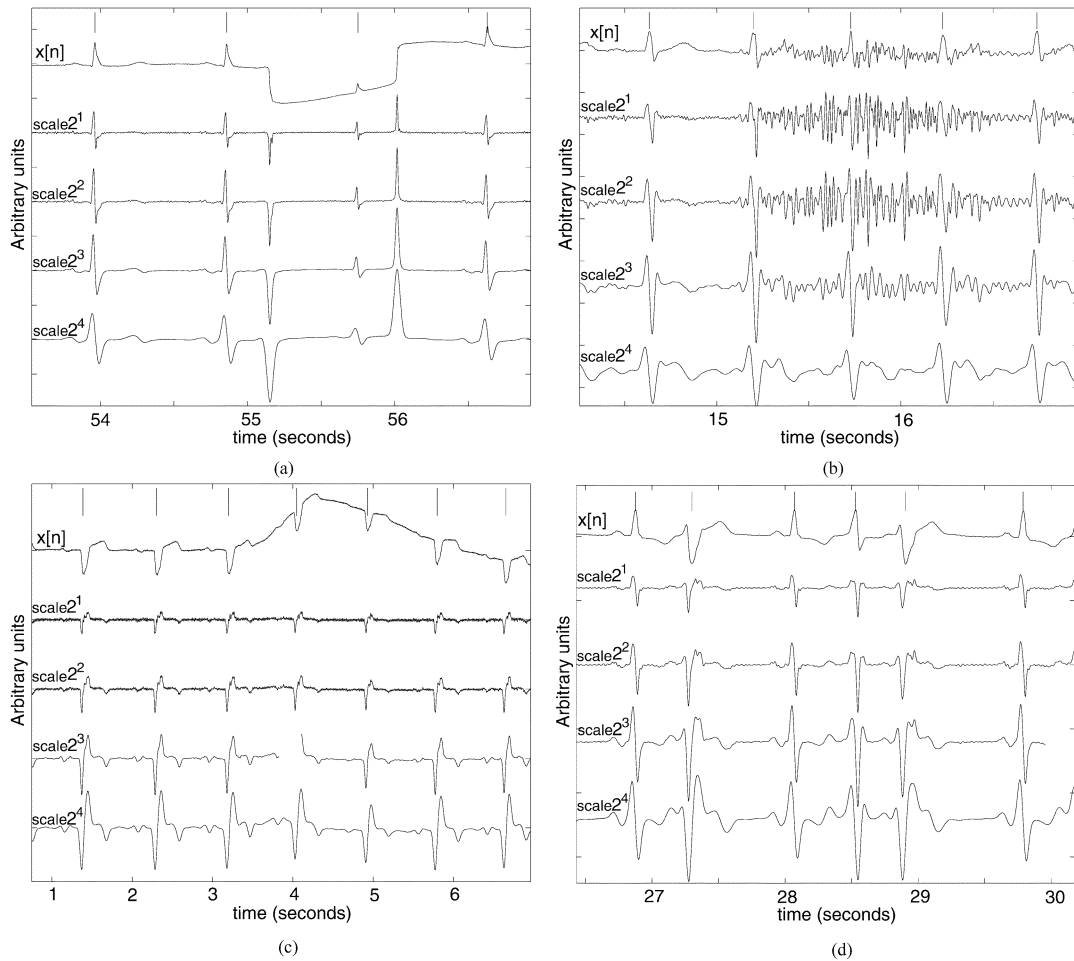 x[n]
scale2^1
scale2^2
scale2^3
scale2^4
Arbitrary units
54 55 56
time (seconds)
(a)
x[n]
scale2^1
scale2^2
scale2^3
scale2^4
Arbitrary units
15 16
time (seconds)
(b)
x[n]
scale2^1
scale2^2
scale2^3
scale2^4
Arbitrary units
1 2 3 4 5 6
time (seconds)
(c)
x[n]
scale2^1
scale2^2
scale2^3
scale2^4
Arbitrary units
27 28 29 30
time (seconds)
(d)